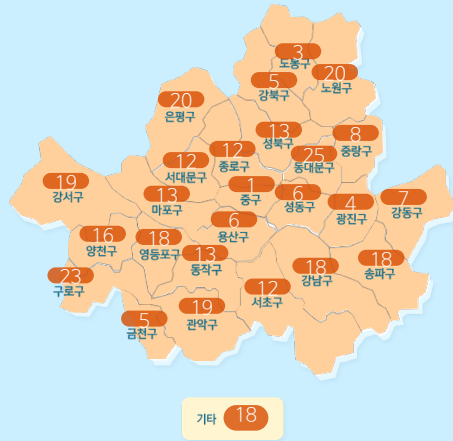 3
도봉구
5
강북구
20
노원구
20
은평구
13
성북구
8
중랑구
12
종로구
25
동대문구
12
서대문구
19
강서구
13
마포구
1
중구
6
성동구
4
광진구
7
강동구
6
용산구
16
양천구
18
영등포구
13
동작구
18
강남구
18
송파구
23
구로구
12
서초구
19
관악구
5
금천구
기타 18